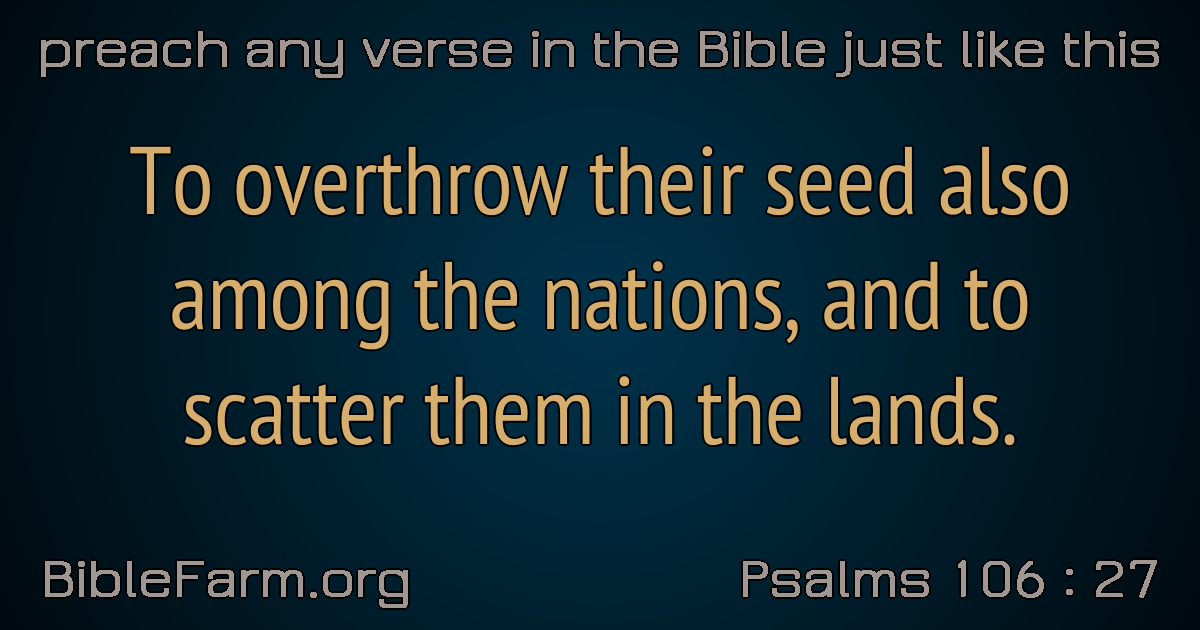 preach any verse in the Bible just like this
To overthrow their seed also
among the nations, and to
scatter them in the lands.
BibleFarm.org
Psalms 106 : 27